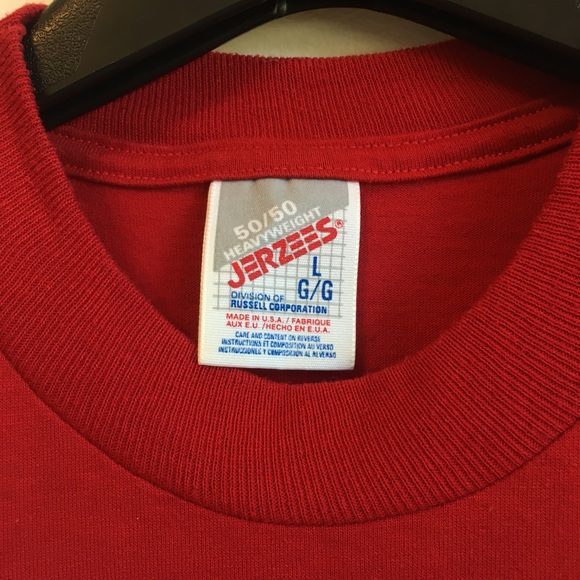 50/50
HEAVYWEIGHT
JERZEES®
L
G/G
DIVISION OF
RUSSELL CORPORATION
MADE IN U.S.A. / FABRIQUE
AUX E.U. / HECHO EN E.U.A.
CARE AND CONTENT ON REVERSE
INSTRUCTIONS ET COMPOSITION AU VERSO
INSTRUCCIONES Y COMPOSICION AL REVERSO